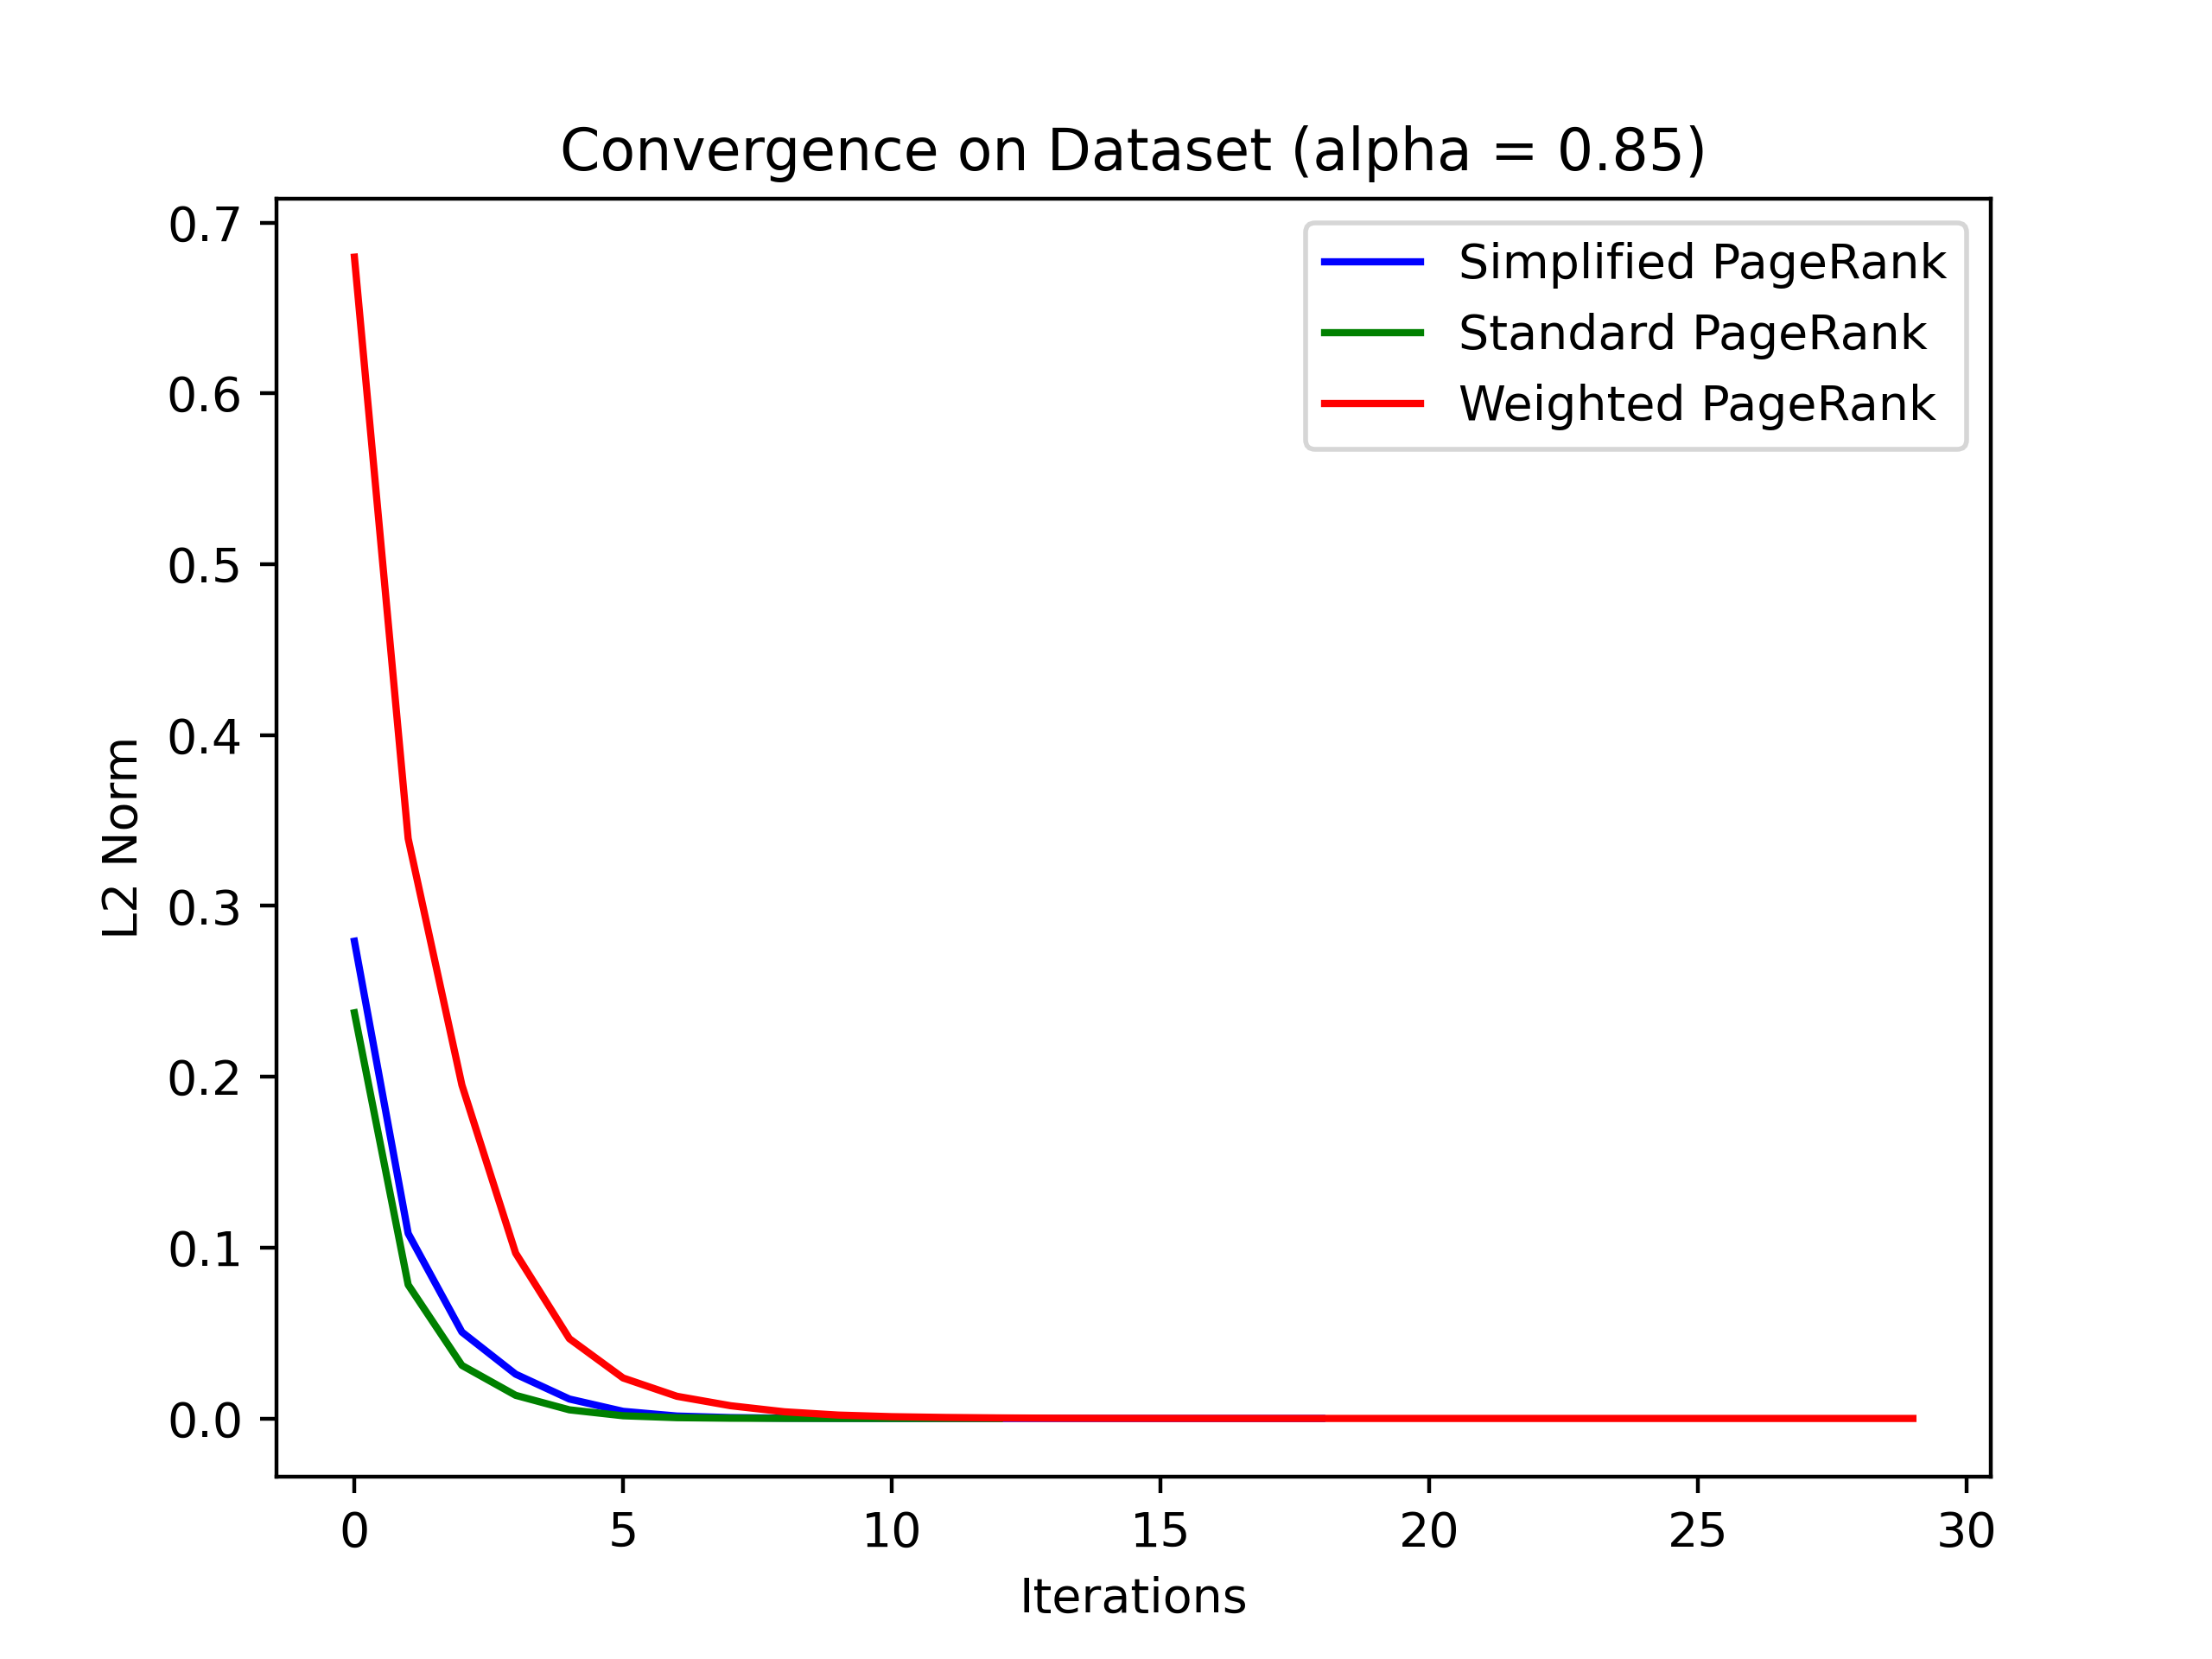 Convergence on Dataset (alpha = 0.85)
Simplified PageRank
Standard PageRank
Weighted PageRank
0.7
0.6
0.5
0.4
0.3
0.2
0.1
0.0
L2 Norm
0 5 10 15 20 25 30
Iterations